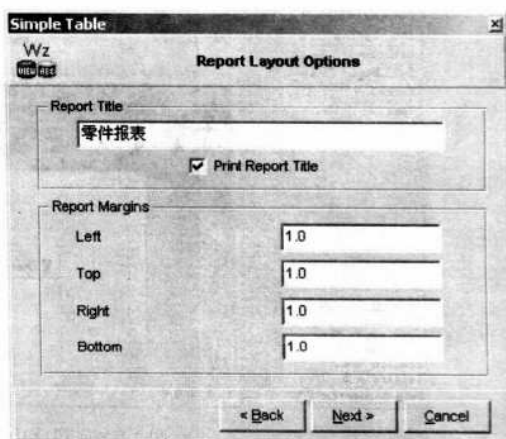 Simple Table
Wz
VIEW
Report Layout Options
Report Title
零件报表
Print Report Title
Report Margins
Left 1.0
Top 1.0
Right 1.0
Bottom 1.0
< Back Next > Cancel